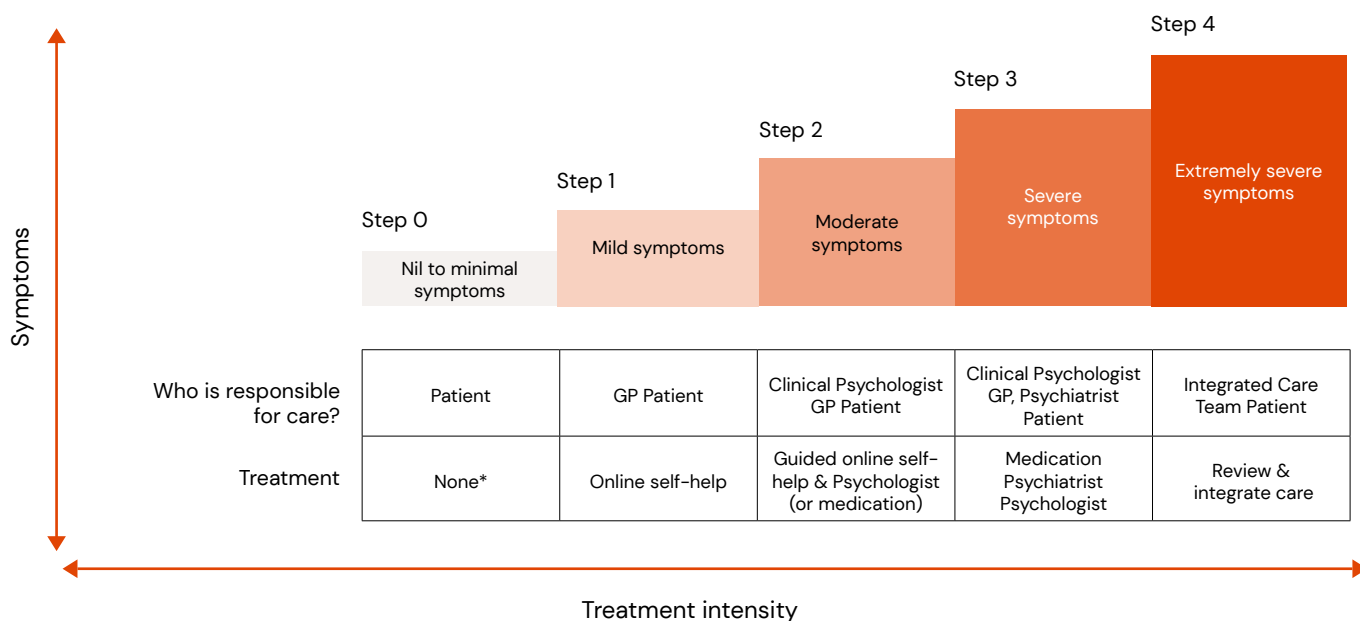 Step 4
Step 3
Step 2
Step 1
Step 0
Extremely severe
symptoms
Severe
symptoms
Moderate
symptoms
Mild symptoms
Nil to minimal
symptoms
Symptoms
Who is responsible
for care?
Patient
GP Patient
Clinical Psychologist
GP Patient
Clinical Psychologist
GP, Psychiatrist
Patient
Integrated Care
Team Patient
Treatment
None*
Online self-help
Guided online self-
help & Psychologist
(or medication)
Medication
Psychiatrist
Psychologist
Review &
integrate care
Treatment intensity